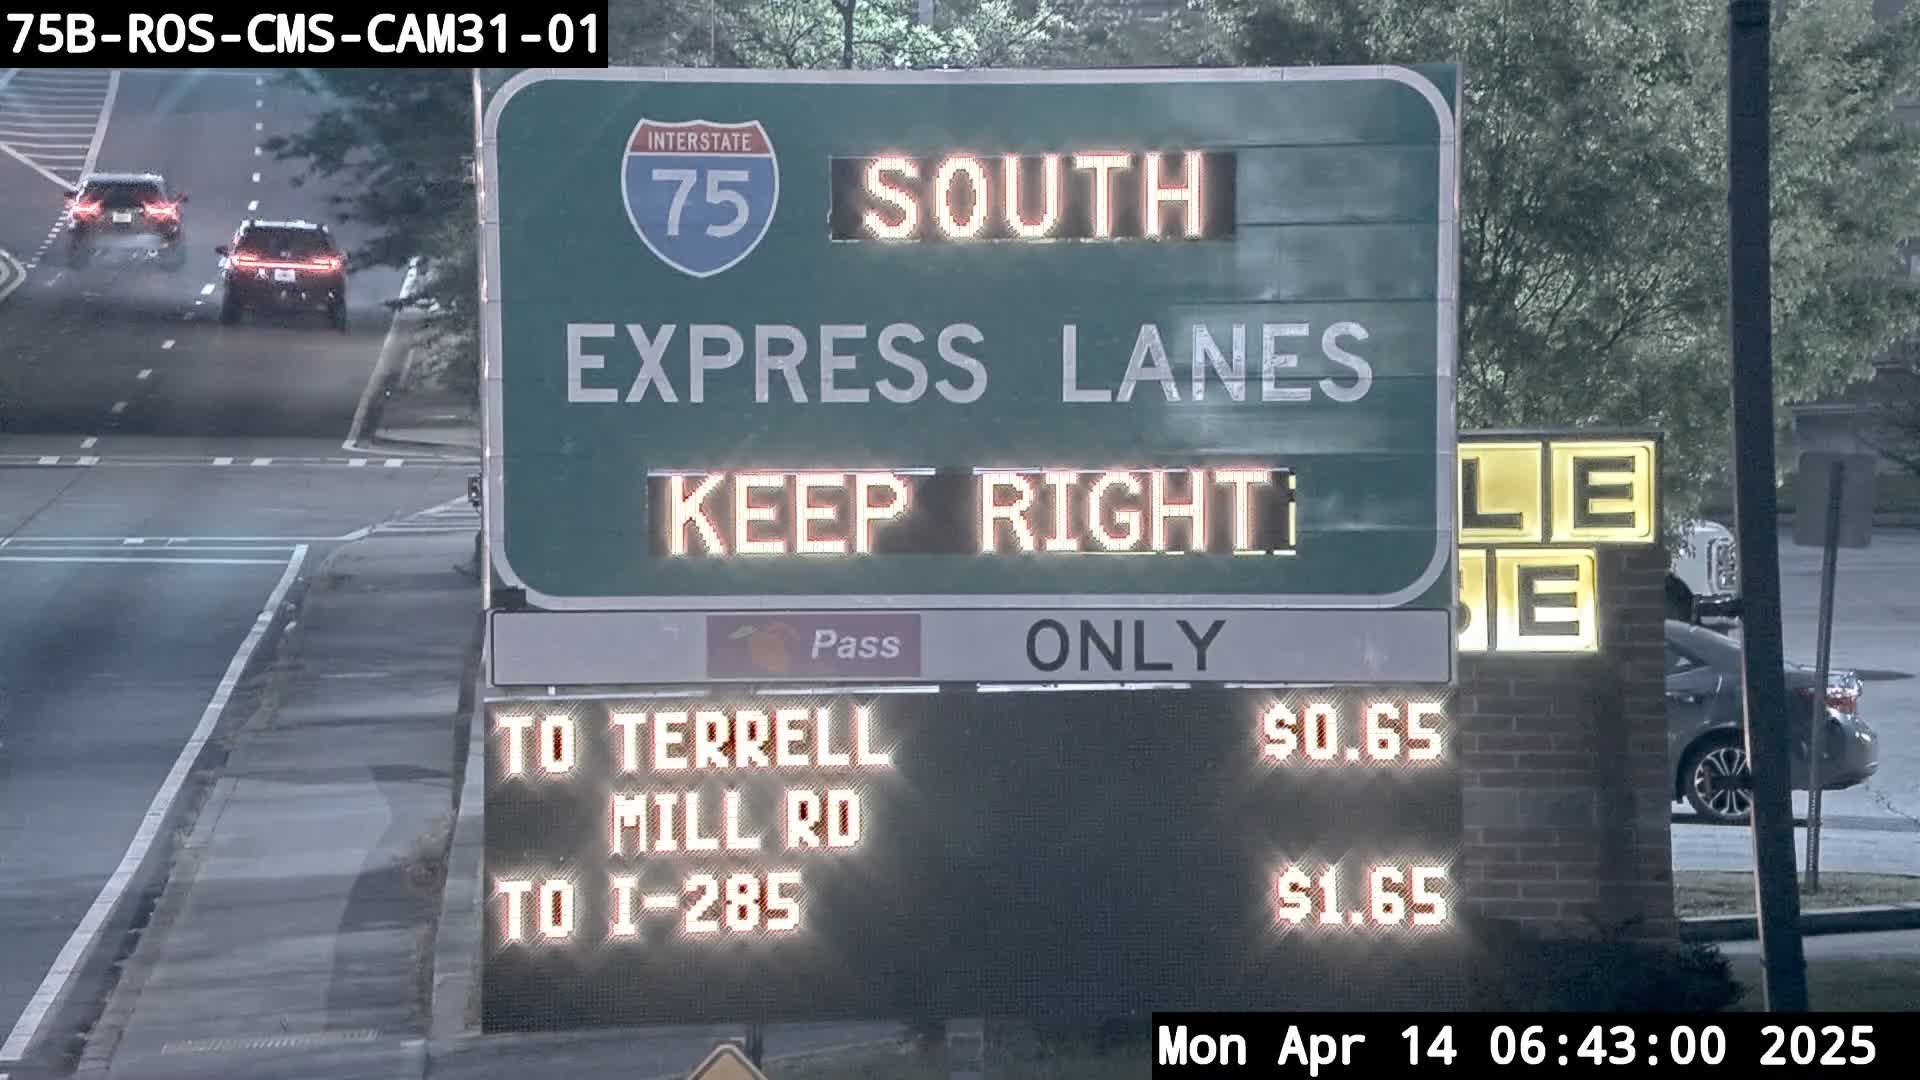 75B-ROS-CMS-CAM31-01
INTERSTATE
75
SOUTH
EXPRESS LANES
KEEP RIGHT
Pass ONLY
TO TERRELL $0.65
MILL RD
TO I-285 $1.65
LE
E
Mon Apr 14 06:43:00 2025